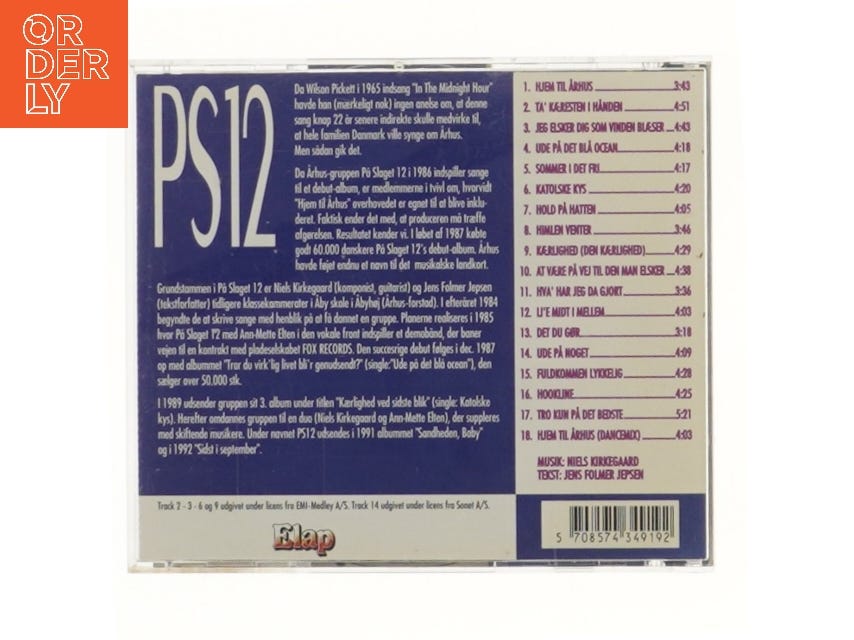 OR
DER
LY
PS12
Da Wilson Pickett i 1965 indsang "In The Midnight Hour"
havde han (mærkeligt nok) ingen anelse om, at denne
sang knap 22 år senere indirekte skulle medvirke til,
at hele familien Danmark ville synge om Århus.
Men sådan gik det.
Da Århus-gruppen På Slaget 12 i 1986 indspiller sange
til et debut-album, er medlemmerne i tvivl om, hvorvidt
"Hjem til Århus" overhovedet er egnet til at blive inklu-
deret. Faktisk ender det med, at produceren må træffe
afgørelsen. Resultatet kender vi. I løbet af 1987 købte
godt 60.000 danskere På Slaget 12's debut-album. Århus
havde føjet endnu et navn til det musikalske landkort.
Grundstammen i På Slaget 12 er Niels Kirkegaard (komponist, guitarist) og Jens Folmer Jepsen
(tekstforfatter) tidligere klassekammerater i Åby skole i Åbyhøj (Århus-forstad). I efteråret 1984
begyndte de at skrive sange med henblik på at få dannet en gruppe. Planerne realiseres i 1985
hvor På Slaget 12 med Ann-Mette Elten i den vokale front indspiller et demobånd, der baner
vejen til en kontrakt med pladeselskabet FOX RECORDS. Den succesrige debut følges i dec. 1987
op med albummet "Tror du virk'lig livet bli'r genudsendt?" (single:"Ude på det blå ocean"), den
sælger over 50.000 stk.
I 1989 udsender gruppen sit 3. album under titlen "Kærlighed ved sidste blik" (single: Katolske
kys). Herefter omdannes gruppen til en duo (Niels Kirkegaard og Ann-Mette Elten), der suppleres
med skiftende musikere. Under navnet PS12 udsendes i 1991 albummet "Sandheden, Baby"
og i 1992 "Sidst i september".
1. HJEM TIL ÅRHUS 3:43
2. TA' KÆRESTEN I HÅNDEN 4:51
3. JEG ELSKER DIG SOM VINDEN BLÆSER 4:43
4. UDE PÅ DET BLÅ OCEAN 4:18
5. SOMMER I DET FRI 4:17
6. KATOLSKE KYS 4:20
7. HOLD PÅ HATTEN 4:05
8. HIMLEN VENTER 3:46
9. KÆRLIGHED (DEN KÆRLIGHED) 4:29
10. AT VÆRE PÅ VEJ TIL DEN MAN ELSKER 4:38
11. HVA' HAR JEG DA GJORT 3:36
12. LI'E MIDT I MELLEM 4:03
13. DET DU GØR 3:18
14. UDE PÅ NOGET 4:09
15. FULDKOMMEN LYKKELIG 4:28
16. HOOKLINE 4:25
17. TRO KUN PÅ DET BEDSTE 5:21
18. HJEM TIL ÅRHUS (DANCEMIX) 4:03
MUSIK: NIELS KIRKEGAARD
TEKST: JENS FOLMER JEPSEN
Track 2 - 3 - 6 og 9 udgivet under licens fra EMI-Medley A/S. Track 14 udgivet under licens fra Sonet A/S.
Elap
5 708574 349192